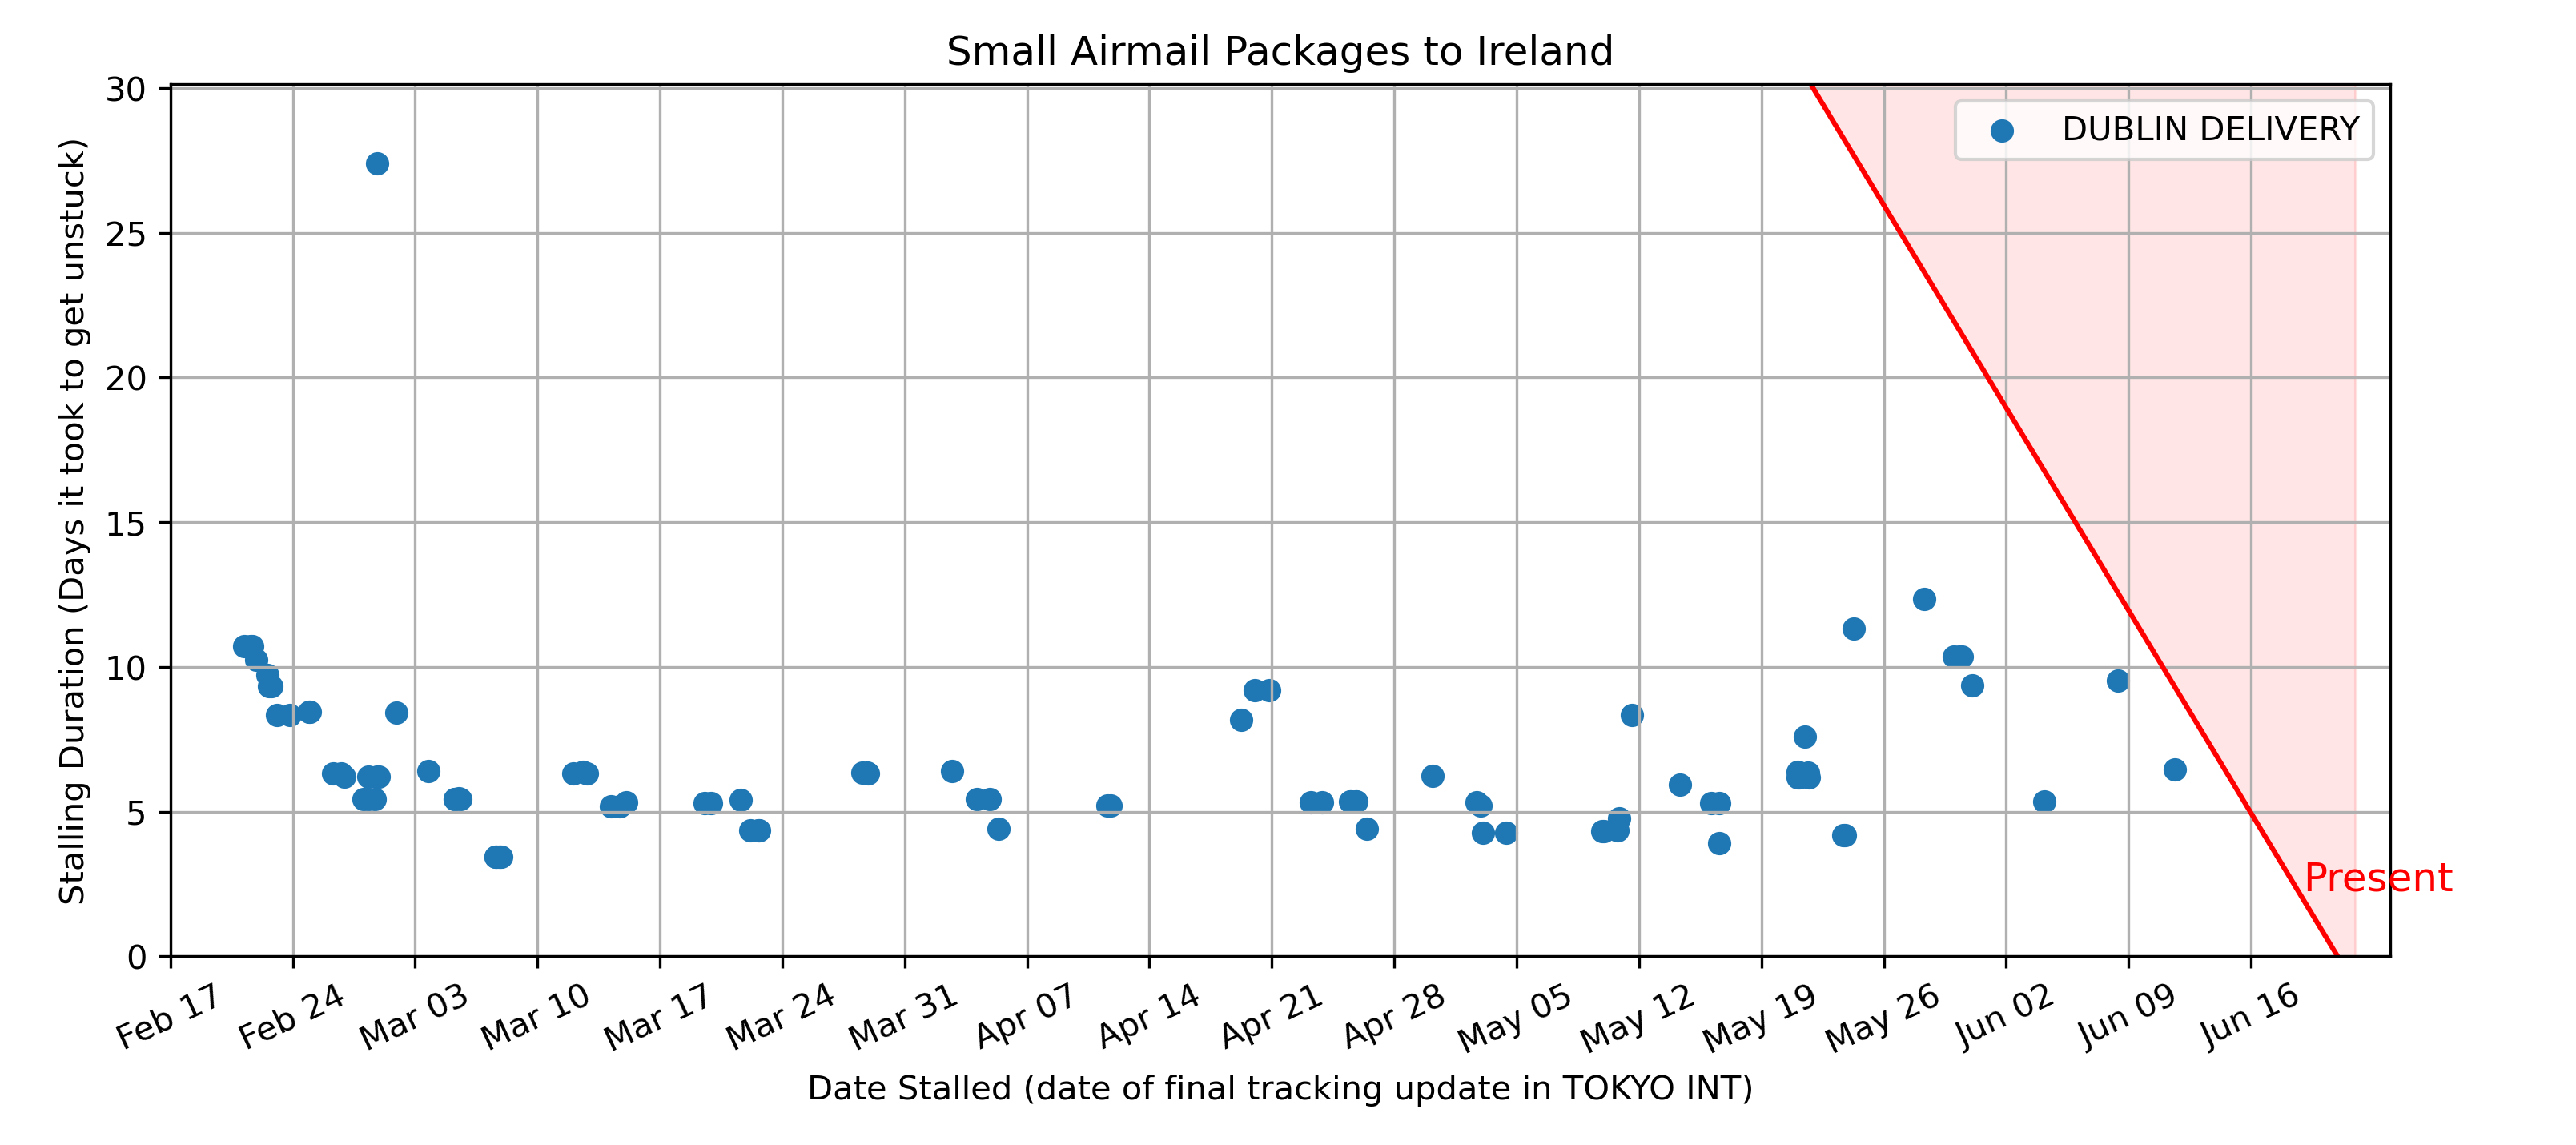 Small Airmail Packages to Ireland
Stalling Duration (Days it took to get unstuck)
30
25
20
15
10
5
0
DUBLIN DELIVERY
Present
Feb 17
Feb 24
Mar 03
Mar 10
Mar 17
Mar 24
Mar 31
Apr 07
Apr 14
Apr 21
Apr 28
May 05
May 12
May 19
May 26
Jun 02
Jun 09
Jun 16
Date Stalled (date of final tracking update in TOKYO INT)